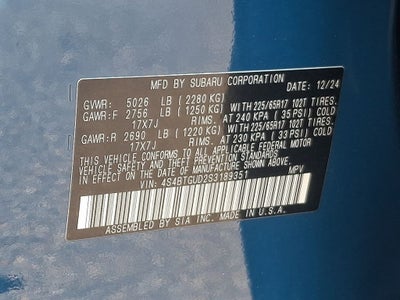 MFD BY SUBARU CORPORATION DATE: 12/24
GVWR: 5026 LB (2280 KG)
GAWR:F 2756 LB (1250 KG) WITH 225/65R17 102T TIRES.
17X7J RIMS. AT 240 KPA (35 PSI) COLD
GAWR:R 2690 LB (1220 KG) WITH 225/65R17 102T TIRES.
17X7J RIMS. AT 230 KPA (33 PSI) COLD
THIS VEHICLE CONFORMS TO ALL APPLICABLE FEDERAL MOTOR
VEHICLE SAFETY AND THEFT PREVENTION STANDARDS
IN EFFECT ON THE DATE OF MANUFACTURE SHOWN ABOVE.
VIN: 4S4BTGUD2S3189351 MPV
ASSEMBLED BY SIA INC. MADE IN U.S.A.